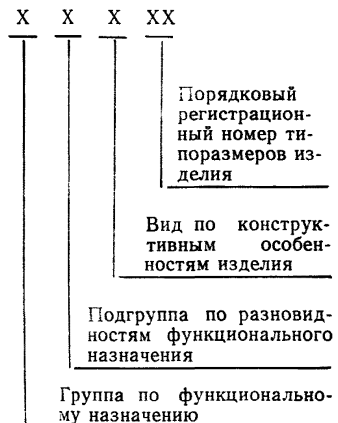 X X X XX
Порядковый
регистрацион-
ный номер ти-
поразмеров из-
делия
Вид по конструк-
тивным особен-
ностям изделия
Подгруппа по разновид-
ностям функционального
назначения
Группа по функционально-
му назначению